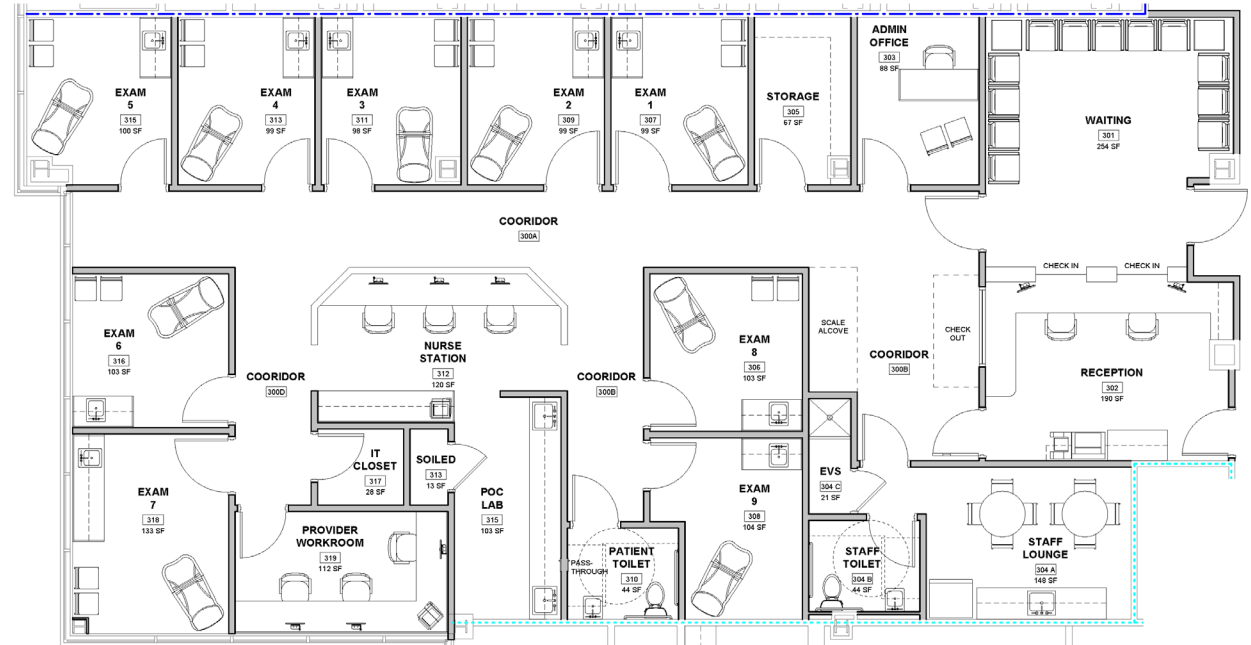 EXAM
5
315
100 SF
EXAM
4
313
99 SF
EXAM
3
311
98 SF
EXAM
2
309
99 SF
EXAM
1
307
99 SF
STORAGE
305
67 SF
ADMIN
OFFICE
303
88 SF
WAITING
301
254 SF
COORIDOR
300A
CHECK IN
CHECK IN
EXAM
6
316
103 SF
COORIDOR
300D
NURSE
STATION
312
120 SF
COORIDOR
300B
EXAM
8
306
103 SF
SCALE
ALCOVE
COORIDOR
300B
CHECK
OUT
RECEPTION
302
190 SF
EXAM
7
318
133 SF
IT
CLOSET
317
28 SF
SOILED
313
13 SF
POC
LAB
315
103 SF
EXAM
9
308
104 SF
EVS
304 C
21 SF
PROVIDER
WORKROOM
319
112 SF
PASS-
THROUGH
PATIENT
TOILET
310
44 SF
STAFF
TOILET
304 B
44 SF
STAFF
LOUNGE
304 A
148 SF